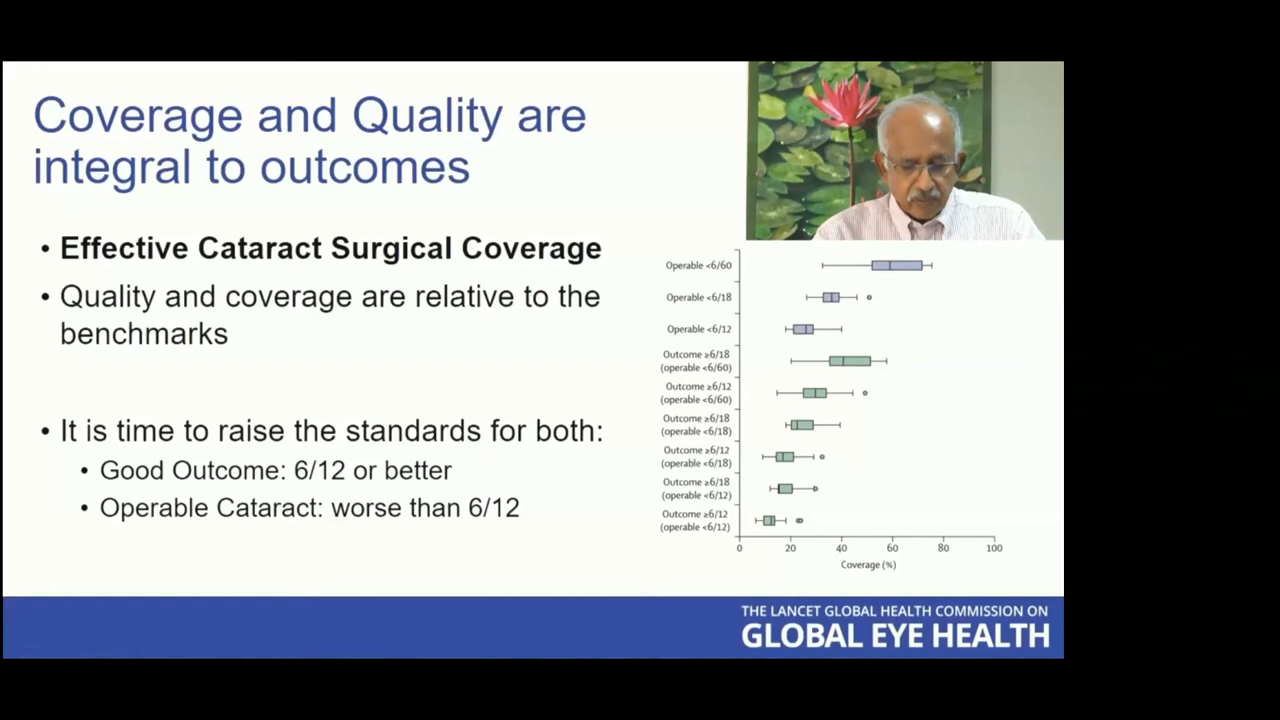 Coverage and Quality are
integral to outcomes
• Effective Cataract Surgical Coverage
• Quality and coverage are relative to the
benchmarks
• It is time to raise the standards for both:
• Good Outcome: 6/12 or better
• Operable Cataract: worse than 6/12
Operable <6/60
Operable <6/18
Operable <6/12
Outcome ≥6/18
(operable <6/60)
Outcome ≥6/12
(operable <6/60)
Outcome ≥6/18
(operable <6/18)
Outcome ≥6/12
(operable <6/18)
Outcome ≥6/18
(operable <6/12)
Outcome ≥6/12
(operable <6/12)
0 20 40 60 80 100
Coverage (%)
THE LANCET GLOBAL HEALTH COMMISSION ON
GLOBAL EYE HEALTH